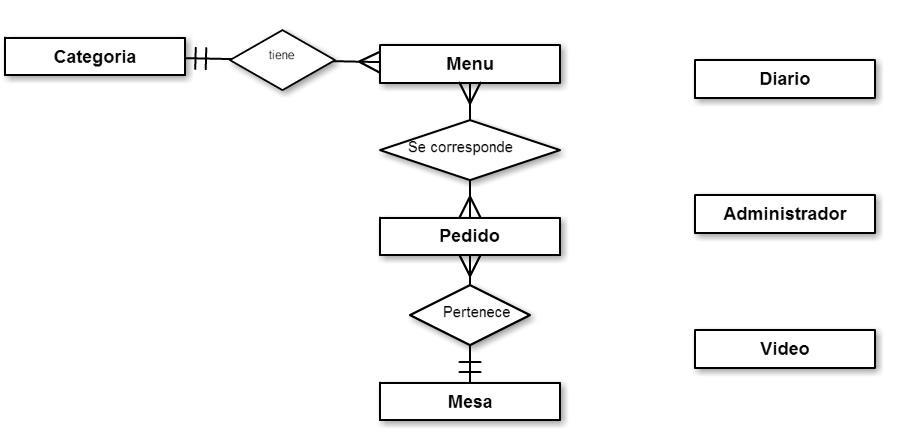 Categoria
tiene
Menu
Diario
Se corresponde
Administrador
Pedido
Pertenece
Video
Mesa